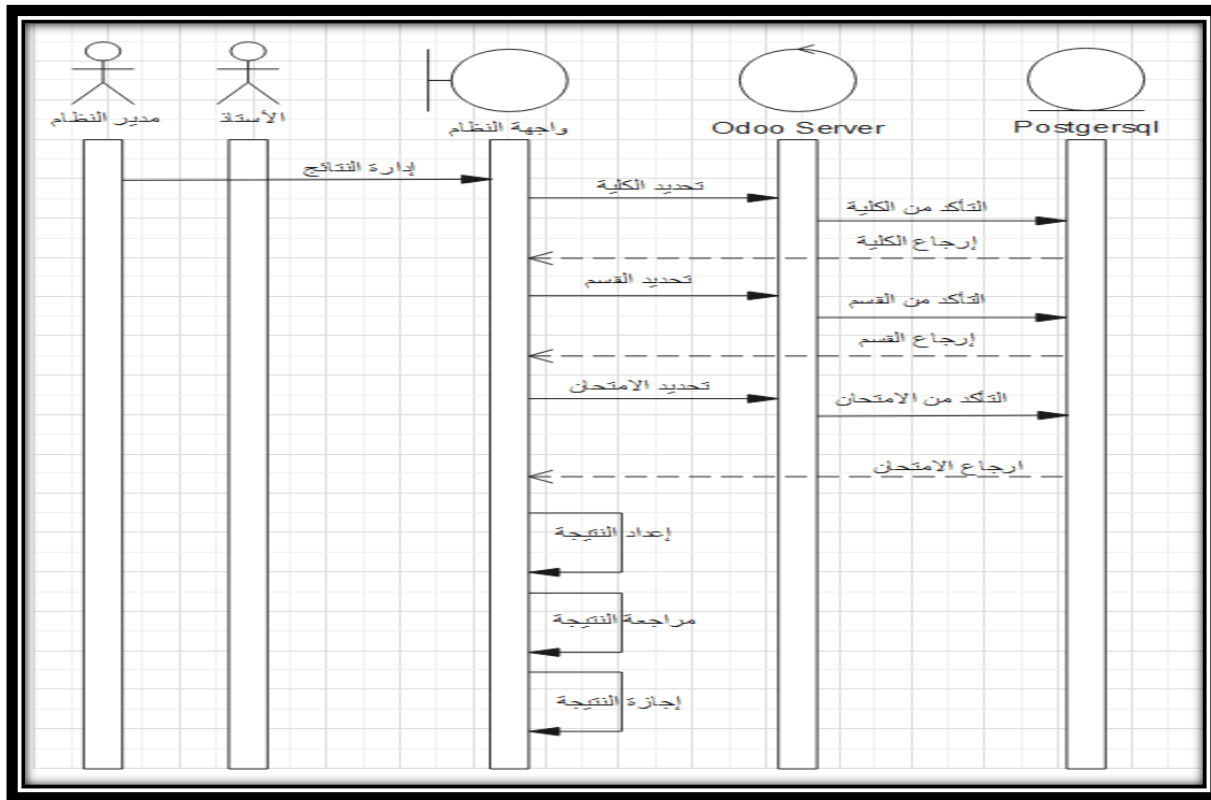 مدير النظام
الأستاذ
واجهة النظام
Odoo Server
Postgersql
إدارة النتائج
تحديد الكلية
التأكد من الكلية
إرجاع الكلية
تحديد القسم
التأكد من القسم
إرجاع القسم
تحديد الامتحان
التأكد من الامتحان
ارجاع الامتحان
إعداد النتيجة
مراجعة النتيجة
إجازة النتيجة